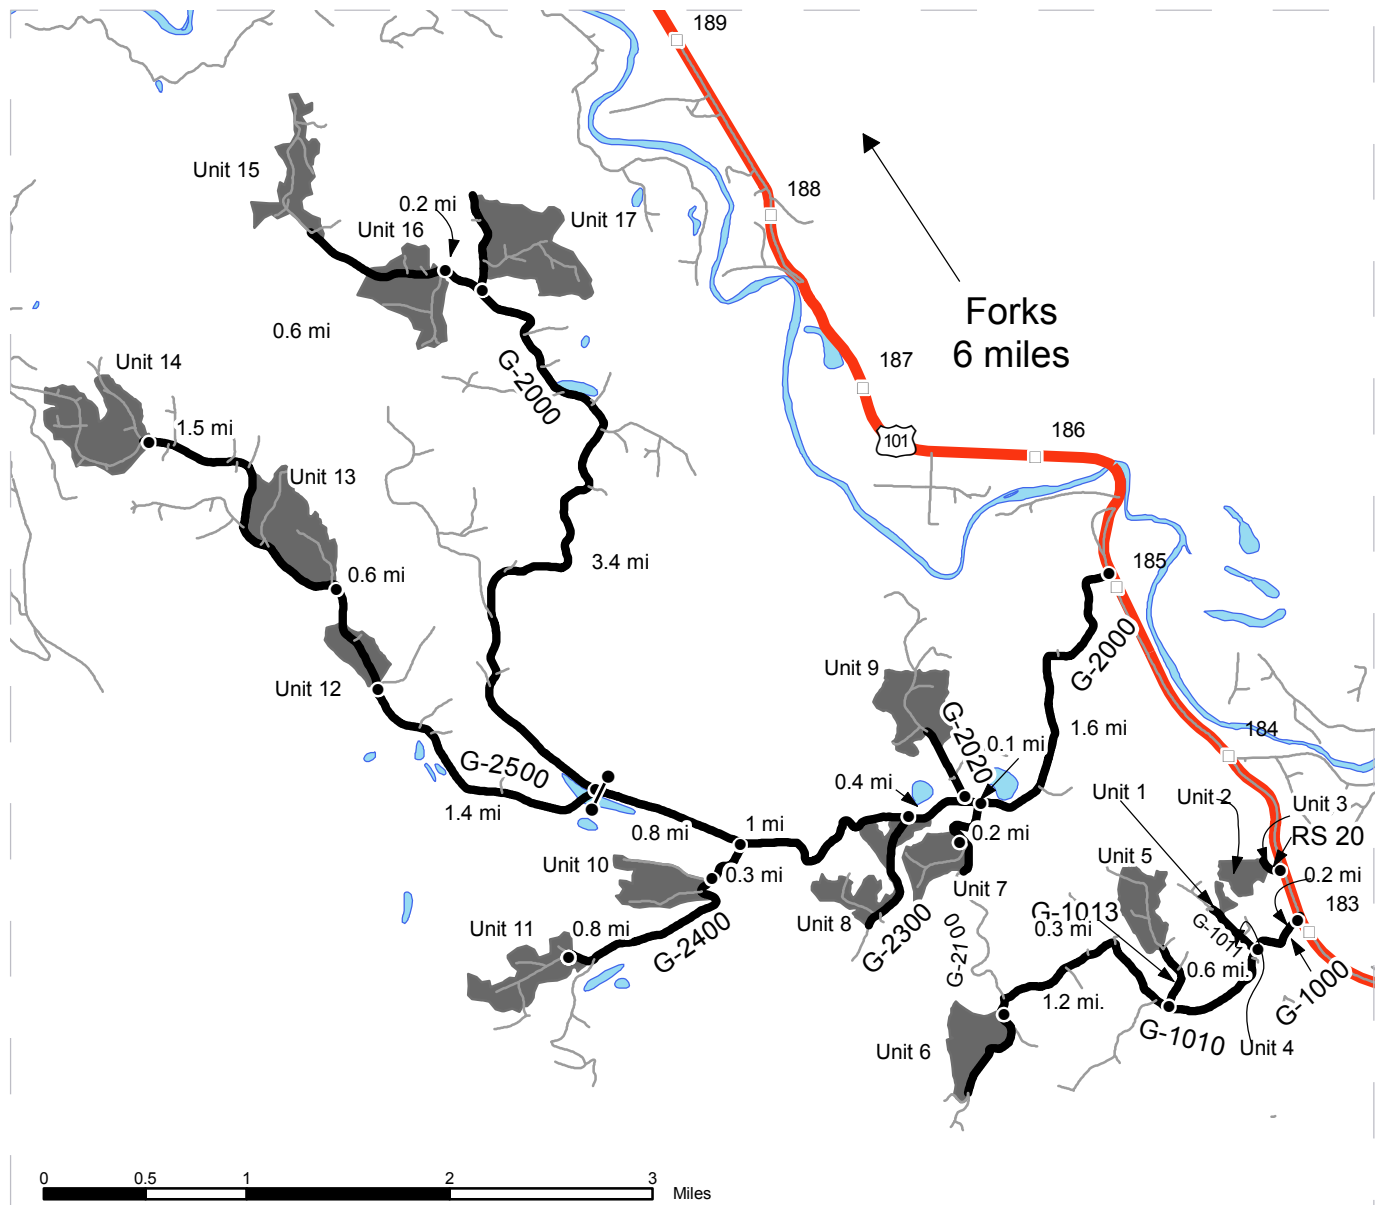 189
188
Unit 15
0.2 mi
Unit 16
Unit 17
Forks
6 miles
0.6 mi
Unit 14
G-2000
187
1.5 mi
186
101
Unit 13
3.4 mi
0.6 mi
185
G-2000
Unit 12
Unit 9
G-2020
1.6 mi
184
0.1 mi
G-2500
0.4 mi
Unit 1
Unit 2
Unit 3
1.4 mi
0.8 mi
1 mi
0.2 mi
RS 20
Unit 10
0.3 mi
Unit 5
0.2 mi
Unit 7
183
Unit 11
0.8 mi
G-2400
Unit 8
G-2300
G-2100
G-1013
0.3 mi
G-1011
0.6 mi.
G-1000
1.2 mi.
G-1010
Unit 4
Unit 6
0
0.5
1
2
3
Miles